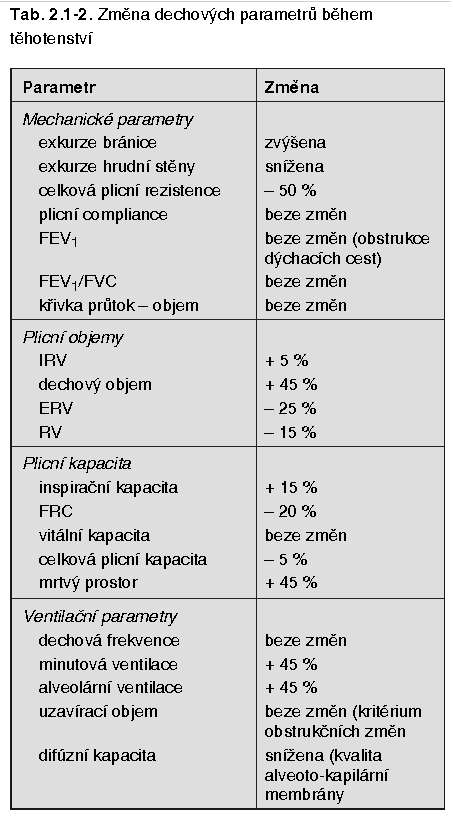 Tab. 2.1-2. Změna dechových parametrů během
těhotenství
Parametr Změna
Mechanické parametry
exkurze bránice zvýšena
exkurze hrudní stěny snížena
celková plicní rezistence – 50 %
plicní compliance beze změn
FEV1 beze změn (obstrukce
dýchacích cest)
FEV1/FVC beze změn
křivka průtok – objem beze změn
Plicní objemy
IRV + 5 %
dechový objem + 45 %
ERV – 25 %
RV – 15 %
Plicní kapacita
inspirační kapacita + 15 %
FRC – 20 %
vitální kapacita beze změn
celková plicní kapacita – 5 %
mrtvý prostor + 45 %
Ventilační parametry
dechová frekvence beze změn
minutová ventilace + 45 %
alveolární ventilace + 45 %
uzavírací objem beze změn (kritérium
obstrukčních změn
difúzní kapacita snížena (kvalita
alveoto-kapilární
membrány